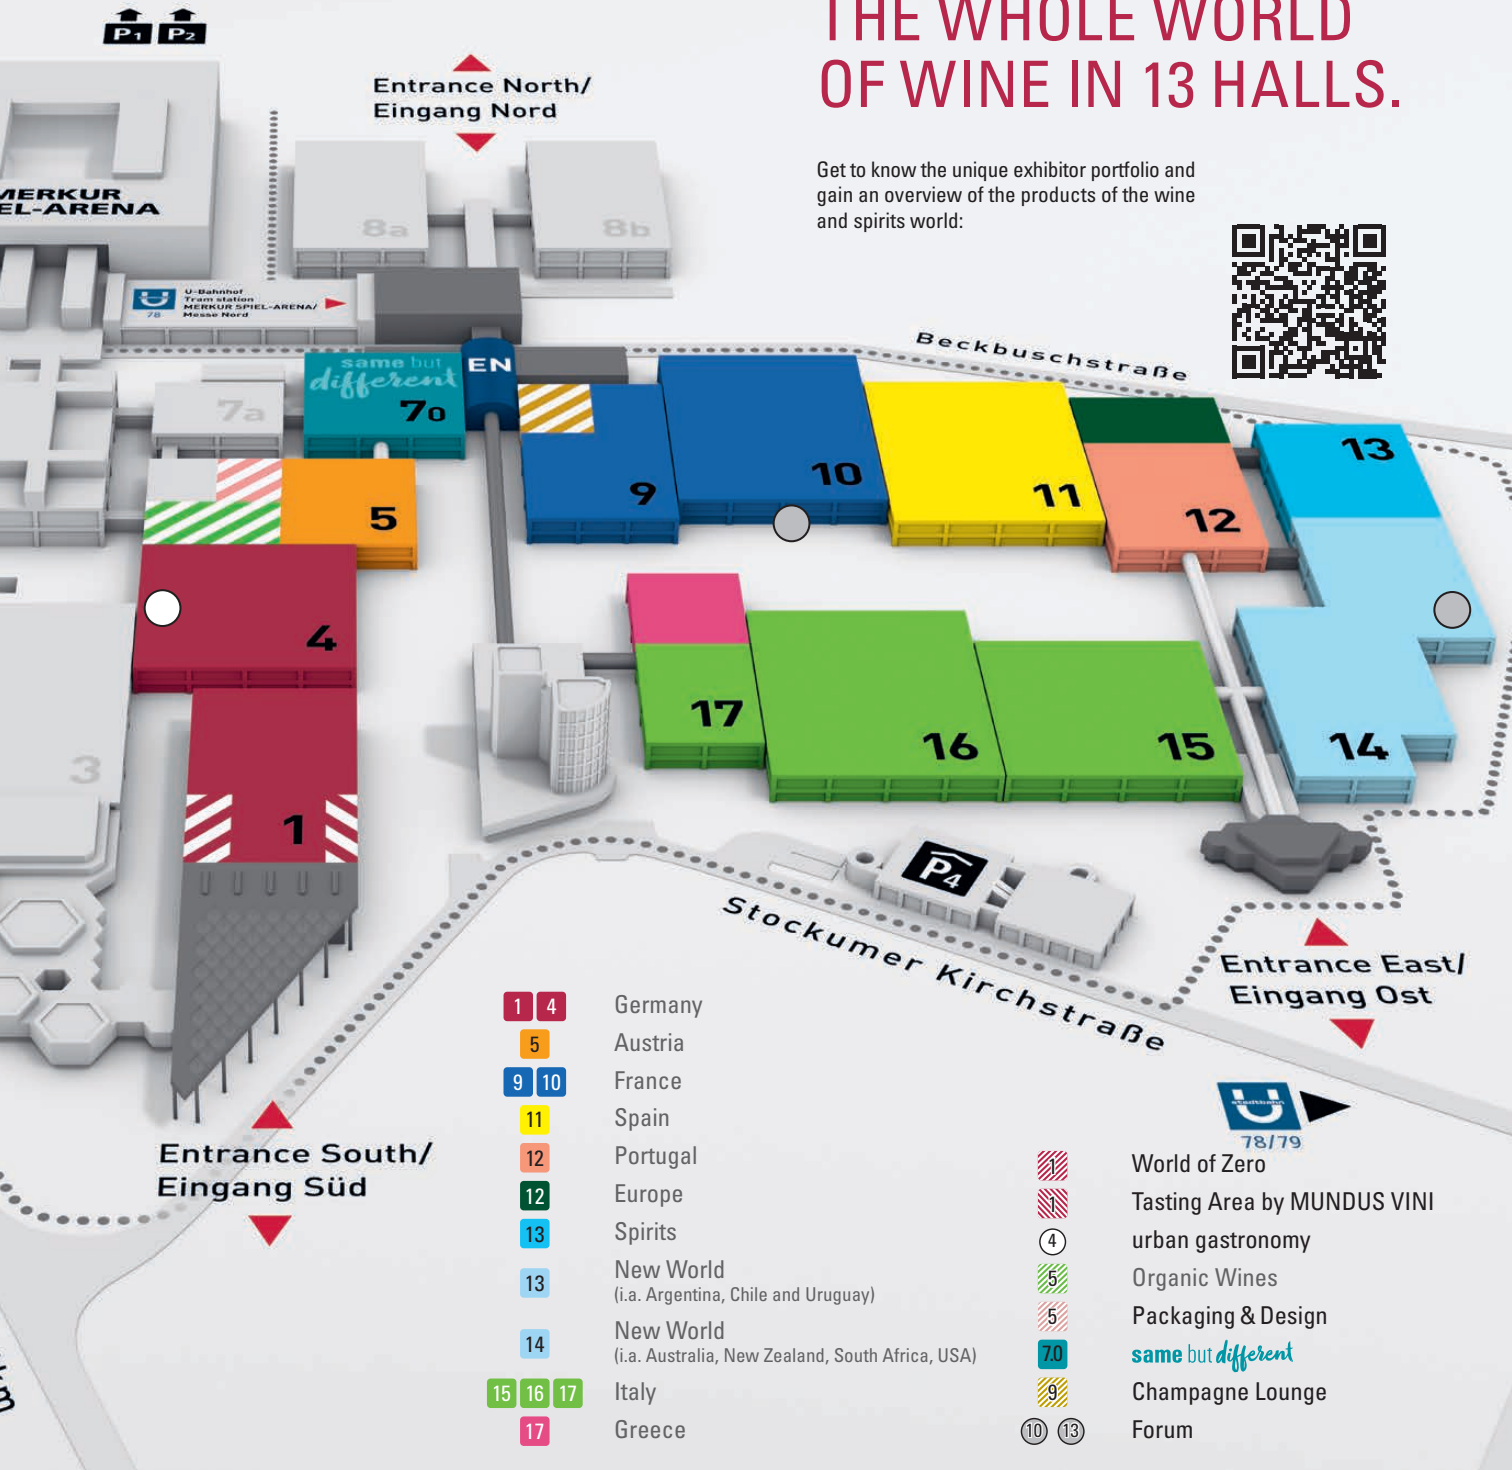 P1 P2
THE WHOLE WORLD
OF WINE IN 13 HALLS.
Entrance North/
Eingang Nord
Get to know the unique exhibitor portfolio and
gain an overview of the products of the wine
and spirits world:
MERKUR
EL-ARENA
8a
8b
U-Bahnhof
Tram station
MERKUR SPIEL-ARENA/
Messe Nord
78
Beckbuschstraße
same but
different
EN
7a
70
13
10
9
11
12
5
4
17
16
15
14
3
1
P4
Stockumer Kirchstraße
Entrance East/
Eingang Ost
stadtbahn
78/79
Entrance South/
Eingang Süd
1 4 Germany
5 Austria
9 10 France
11 Spain
12 Portugal
12 Europe
13 Spirits
13 New World
(i.a. Argentina, Chile and Uruguay)
14 New World
(i.a. Australia, New Zealand, South Africa, USA)
15 16 17 Italy
17 Greece
1 World of Zero
1 Tasting Area by MUNDUS VINI
4 urban gastronomy
5 Organic Wines
5 Packaging & Design
7.0 same but different
9 Champagne Lounge
10 13 Forum